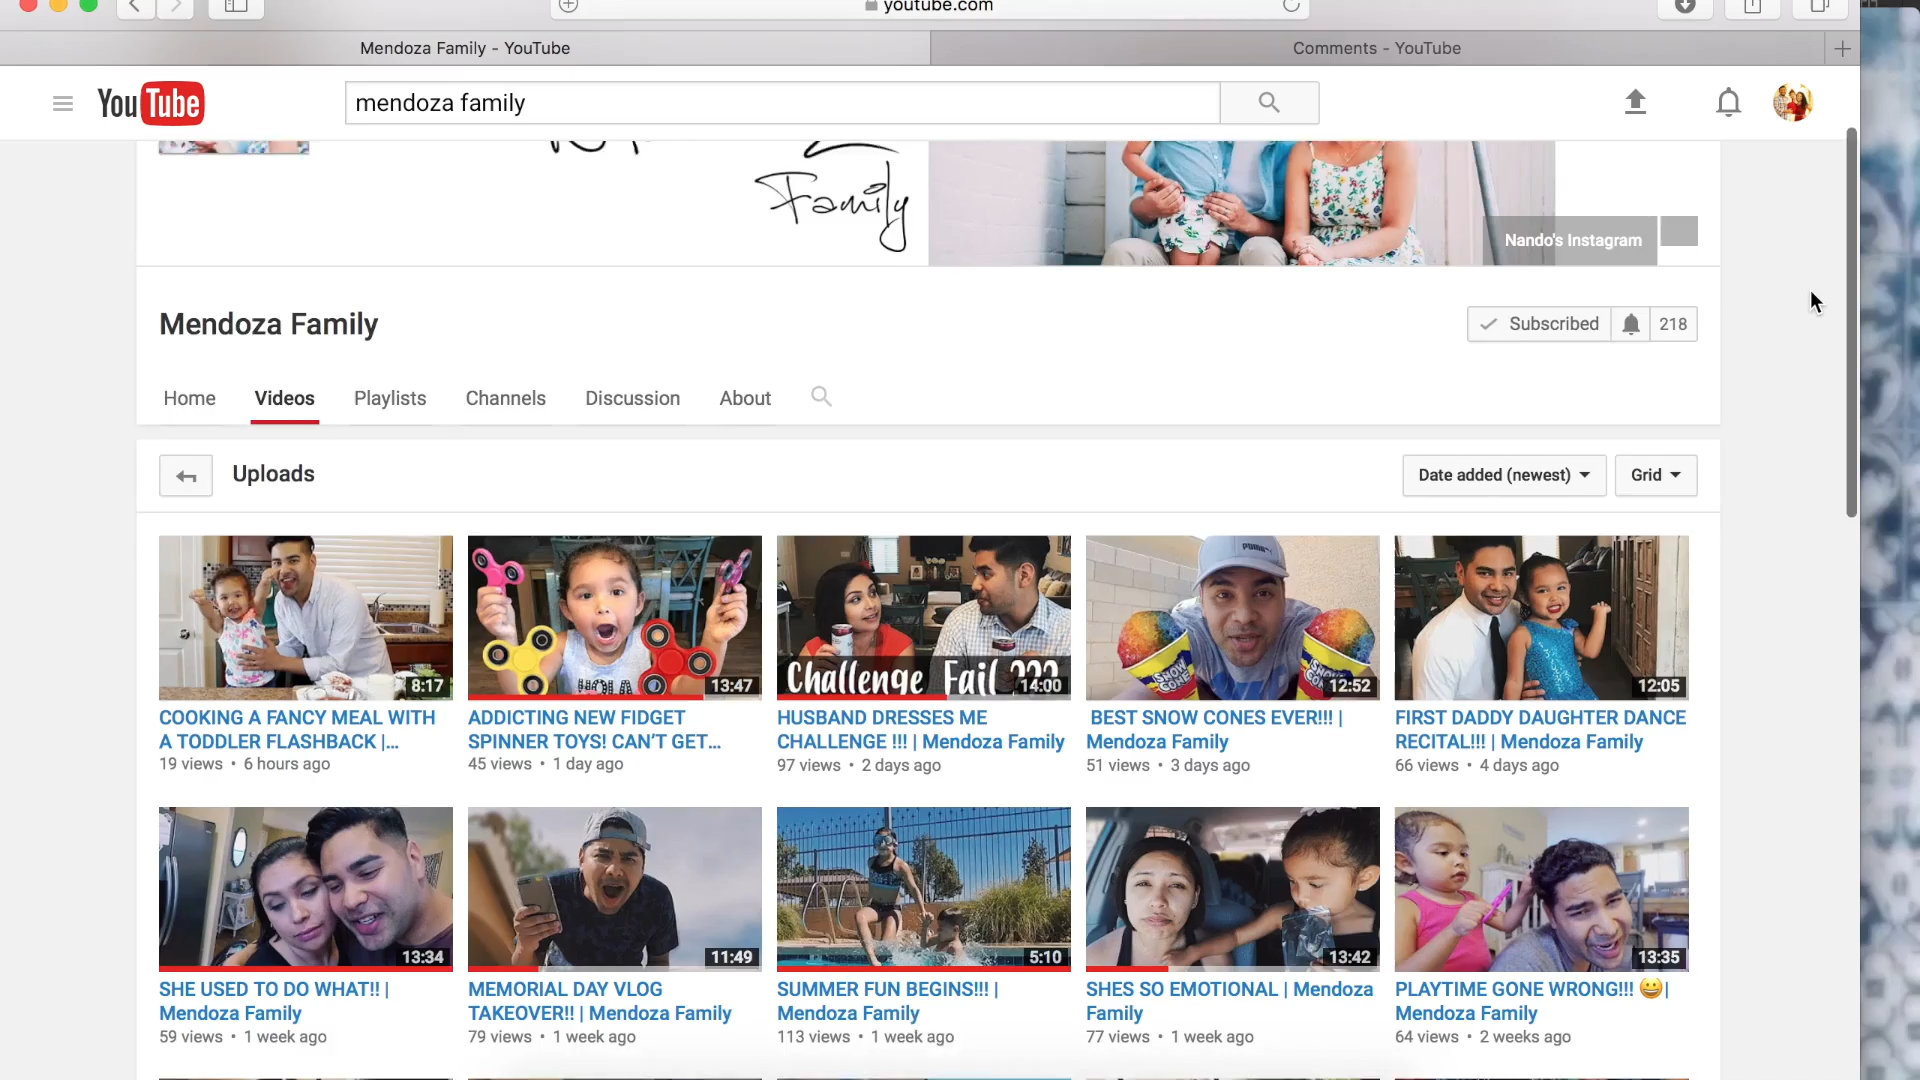 youtube.com
Mendoza Family - YouTube
Comments - YouTube
YouTube
mendoza family
Family
Nando's Instagram
Mendoza Family
Subscribed
218
Home
Videos
Playlists
Channels
Discussion
About
Uploads
Date added (newest)
Grid
8:17
HOLA
13:47
Challenge Fail ???
14:00
PUMA
SNOW CONE
SNOW CONE
12:52
12:05
COOKING A FANCY MEAL WITH
A TODDLER FLASHBACK |...
19 views • 6 hours ago
ADDICTING NEW FIDGET
SPINNER TOYS! CAN'T GET...
45 views • 1 day ago
HUSBAND DRESSES ME
CHALLENGE !!! | Mendoza Family
97 views • 2 days ago
BEST SNOW CONES EVER!!! |
Mendoza Family
51 views • 3 days ago
FIRST DADDY DAUGHTER DANCE
RECITAL!!! | Mendoza Family
66 views • 4 days ago
13:34
11:49
5:10
13:42
13:35
SHE USED TO DO WHAT!! |
Mendoza Family
59 views • 1 week ago
MEMORIAL DAY VLOG
TAKEOVER!! | Mendoza Family
79 views • 1 week ago
SUMMER FUN BEGINS!!! |
Mendoza Family
113 views • 1 week ago
SHES SO EMOTIONAL | Mendoza
Family
77 views • 1 week ago
PLAYTIME GONE WRONG!!! 😀|
Mendoza Family
64 views • 2 weeks ago